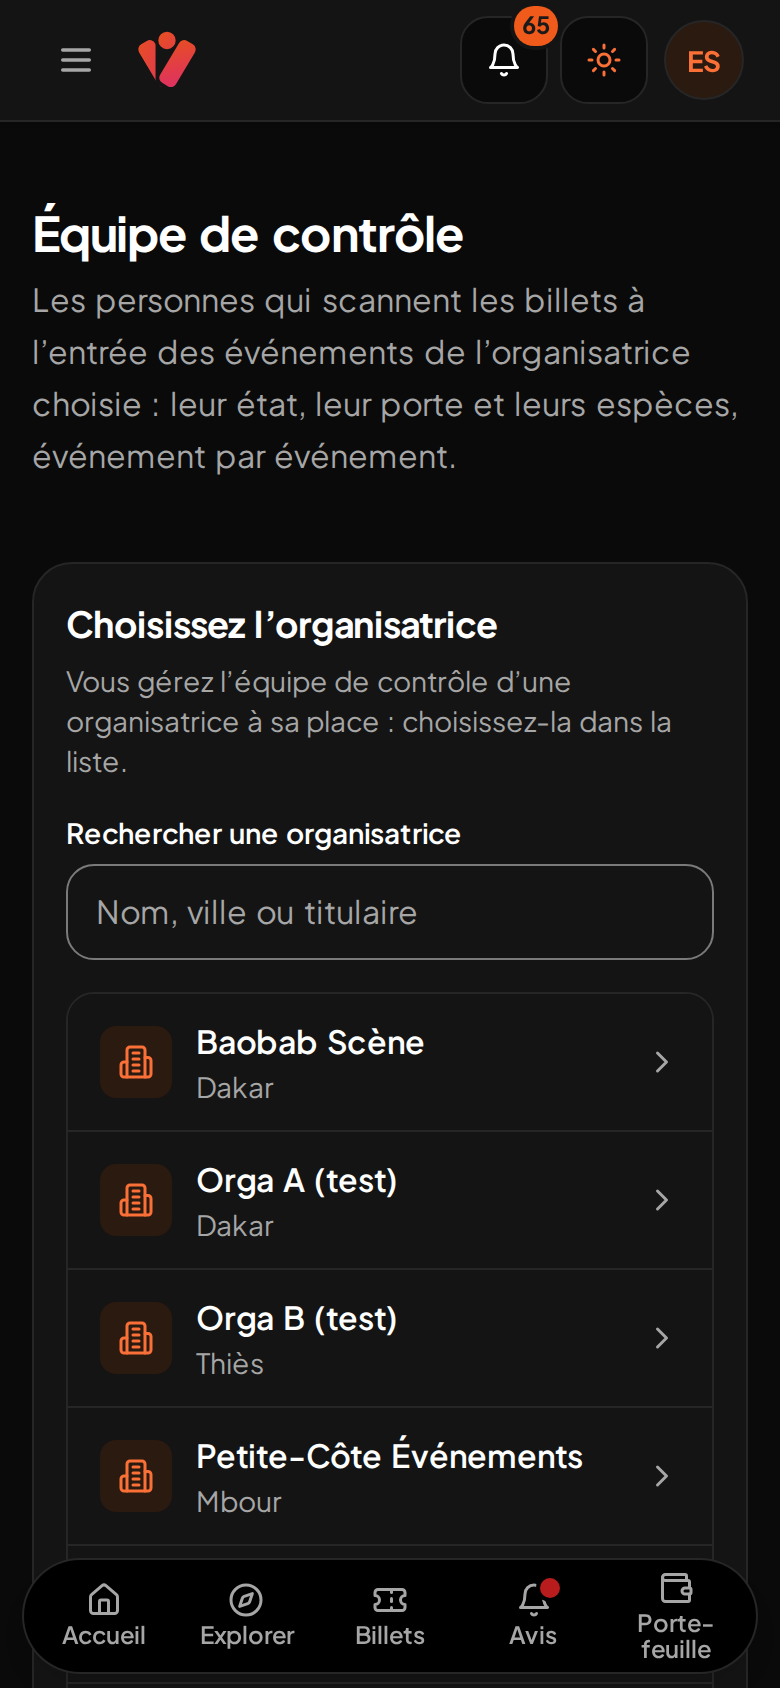 65
ES
Équipe de contrôle
Les personnes qui scannent les billets à
l’entrée des événements de l’organisatrice
choisie : leur état, leur porte et leurs espèces,
événement par événement.
Choisissez l’organisatrice
Vous gérez l’équipe de contrôle d’une
organisatrice à sa place : choisissez-la dans la
liste.
Rechercher une organisatrice
Nom, ville ou titulaire
Baobab Scène
Dakar
Orga A (test)
Dakar
Orga B (test)
Thiès
Petite-Côte Événements
Mbour
Accueil
Explorer
Billets
Avis
Porte-
feuille